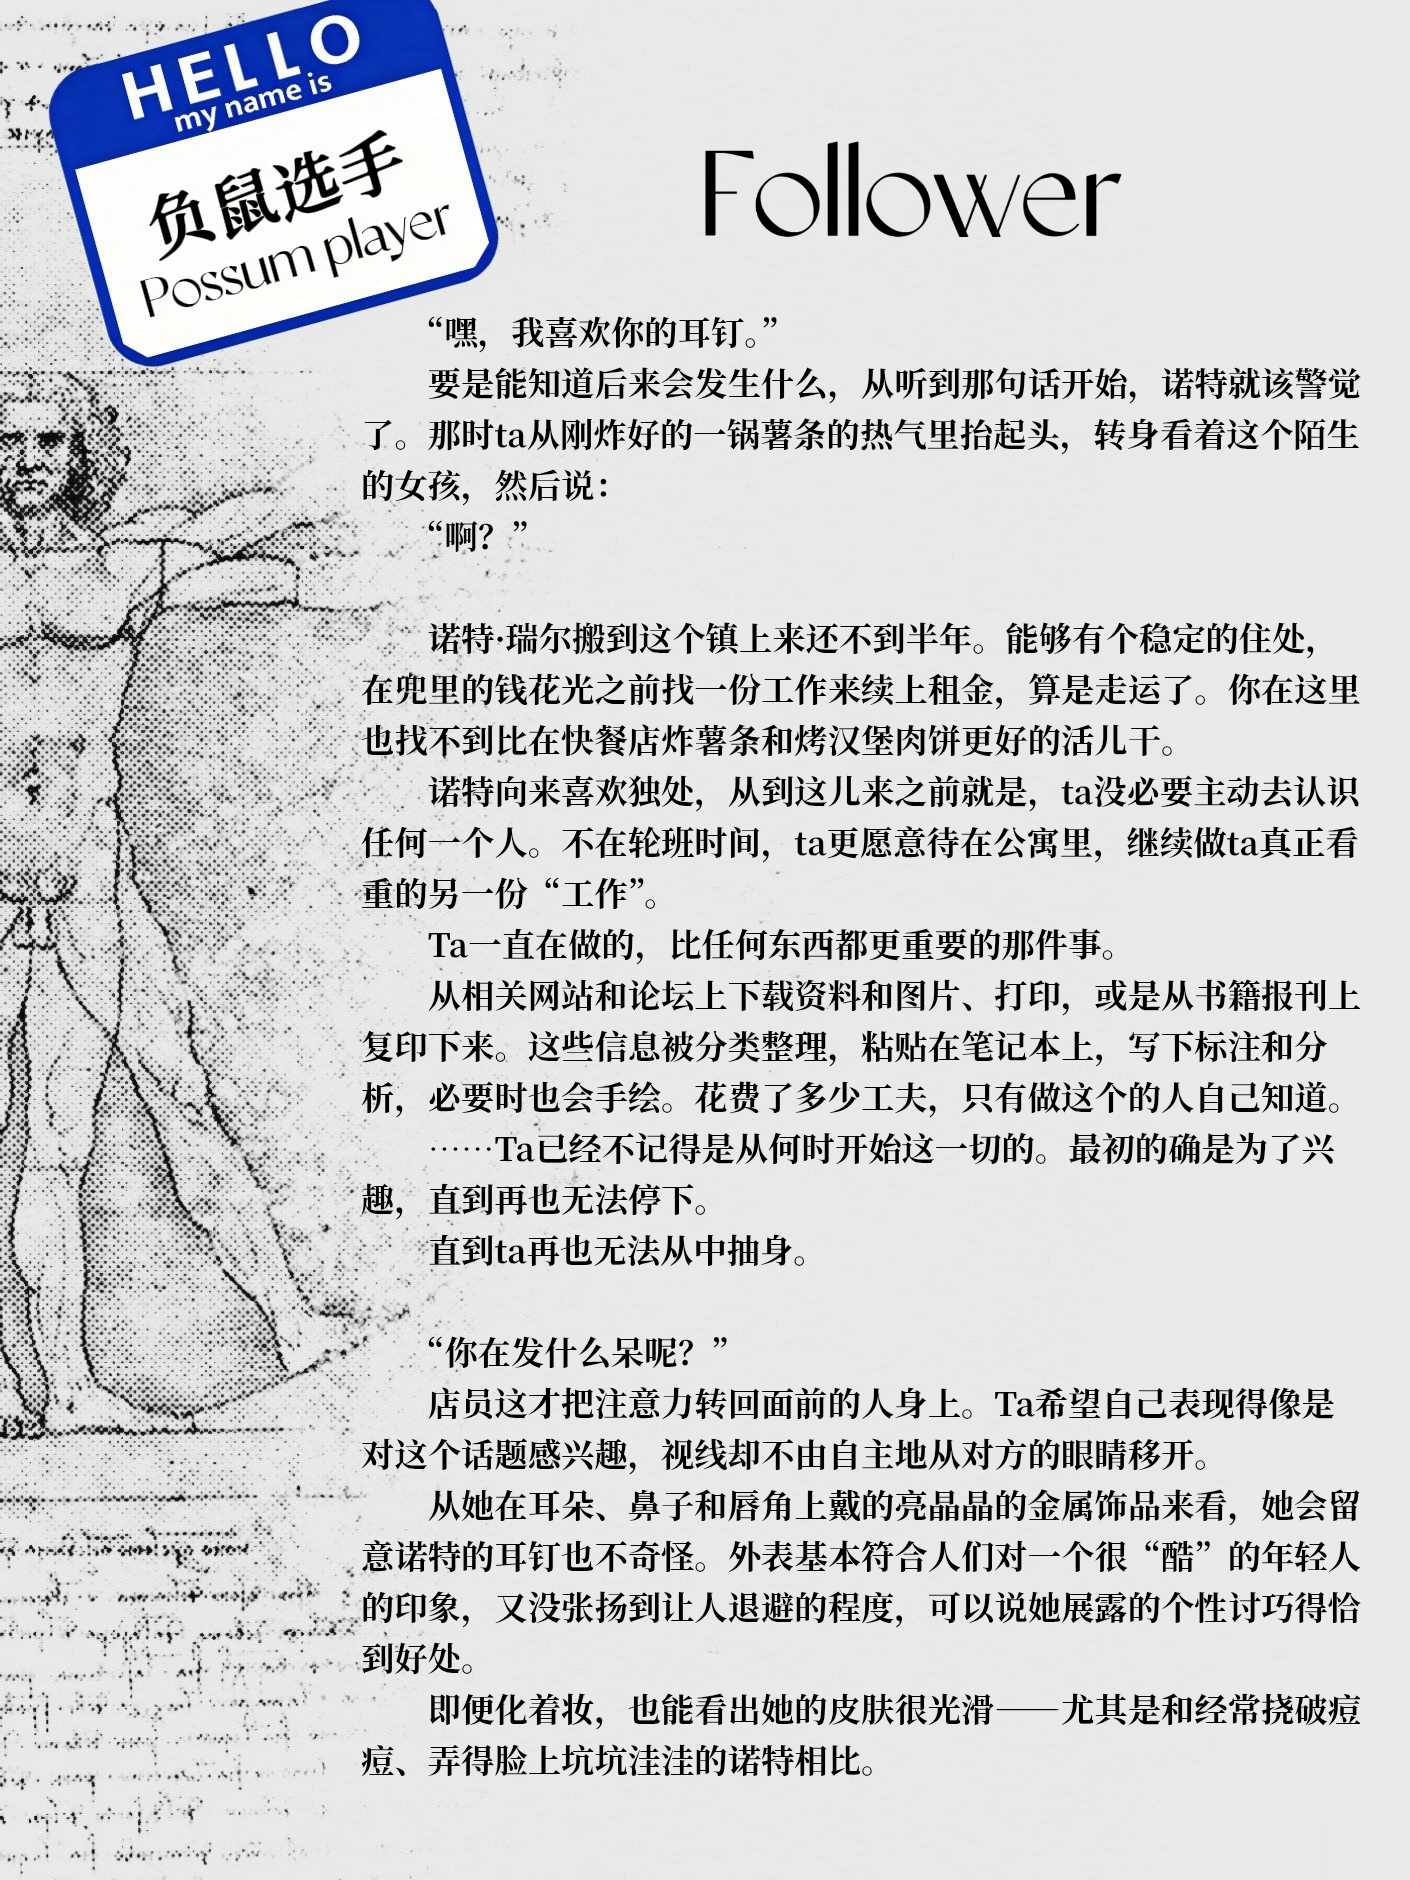 HELLO
my name is
负鼠选手
Possum player
Follower
“嘿，我喜欢你的耳钉。”
要是能知道后来会发生什么，从听到那句话开始，诺特就该警觉
了。那时ta从刚炸好的一锅薯条的热气里抬起头，转身看着这个陌生
的女孩，然后说：
“啊？”
诺特·瑞尔搬到这个镇上来还不到半年。能够有个稳定的住处，
在兜里的钱花光之前找一份工作来续上租金，算是走运了。你在这里
也找不到比在快餐店炸薯条和烤汉堡肉饼更好的活儿干。
诺特向来喜欢独处，从到这儿来之前就是，ta没必要主动去认识
任何一个人。不在轮班时间，ta更愿意待在公寓里，继续做ta真正看
重的另一份“工作”。
Ta一直在做的，比任何东西都更重要的那件事。
从相关网站和论坛上下载资料和图片、打印，或是从书籍报刊上
复印下来。这些信息被分类整理，粘贴在笔记本上，写下标注和分
析，必要时也会手绘。花费了多少工夫，只有做这个的人自己知道。
……Ta已经不记得是从何时开始这一切的。最初的确是为了兴
趣，直到再也无法停下。
直到ta再也无法从中抽身。
“你在发什么呆呢？”
店员这才把注意力转回面前的人身上。Ta希望自己表现得像是
对这个话题感兴趣，视线却不由自主地从对方的眼睛移开。
从她在耳朵、鼻子和唇角上戴的亮晶晶的金属饰品来看，她会留
意诺特的耳钉也不奇怪。外表基本符合人们对一个很“酷”的年轻人
的印象，又没张扬到让人退避的程度，可以说她展露的个性讨巧得恰
到好处。
即便化着妆，也能看出她的皮肤很光滑——尤其是和经常挠破痘
痘、弄得脸上坑坑洼洼的诺特相比。